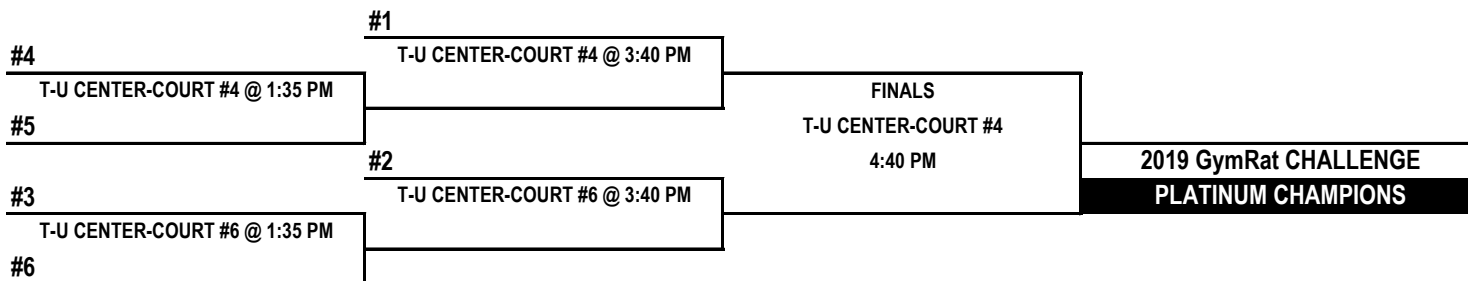 #1
#4
T-U CENTER-COURT #4 @ 3:40 PM
T-U CENTER-COURT #4 @ 1:35 PM
FINALS
#5
T-U CENTER-COURT #4
#2
4:40 PM
2019 GymRat CHALLENGE
#3
T-U CENTER-COURT #6 @ 3:40 PM
PLATINUM CHAMPIONS
T-U CENTER-COURT #6 @ 1:35 PM
#6